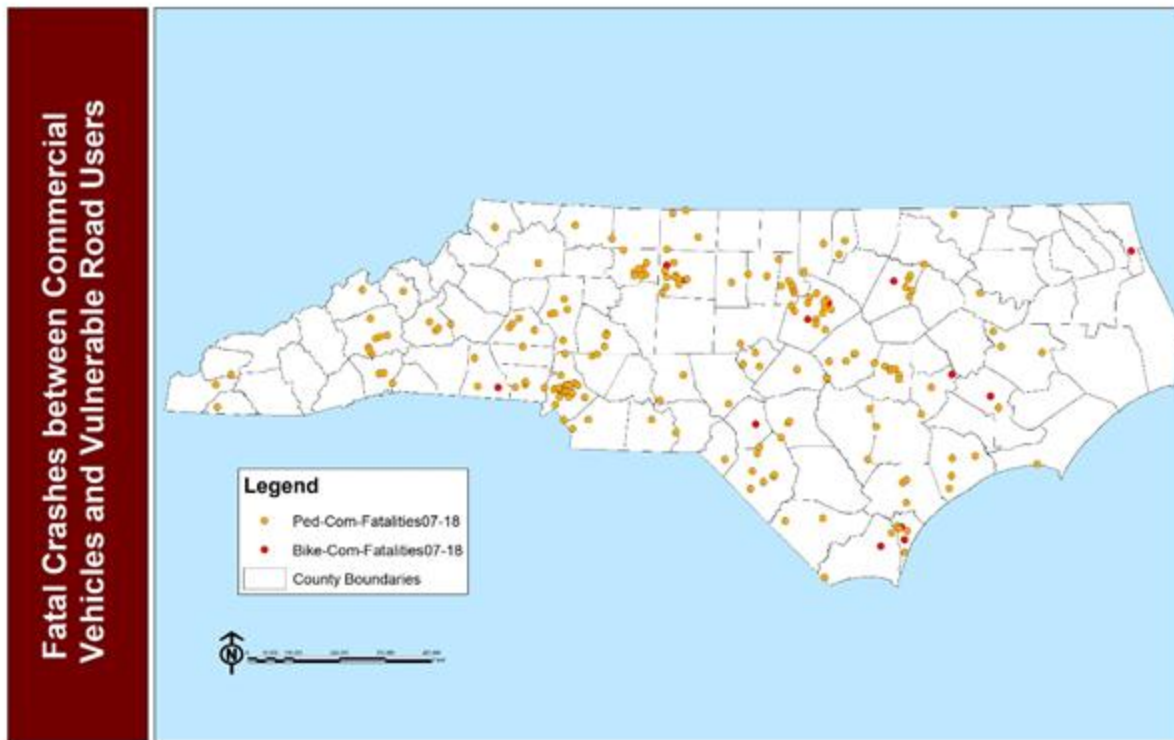 Fatal Crashes between Commercial
Vehicles and Vulnerable Road Users
Legend
Ped-Com-Fatalities07-18
Bike-Com-Fatalities07-18
County Boundaries
N